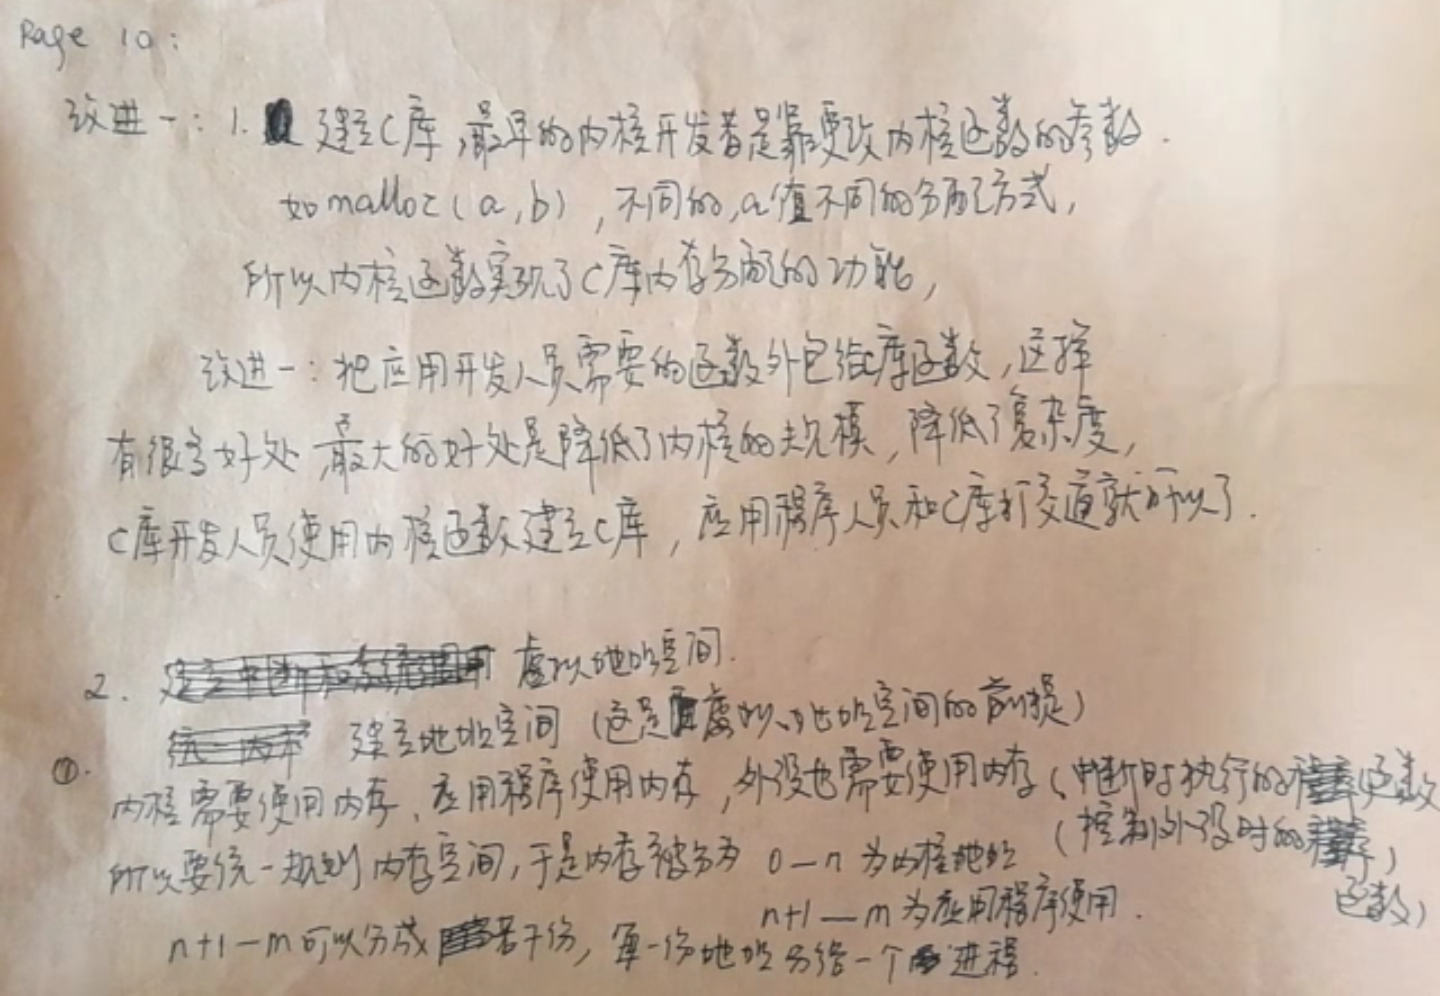 Page 10:
改进一: 1. 建立C库,最早的内核开发者是靠更改内核函数的参数.
如malloc(a,b),不同的,a值不同的分配方式,
所以内核函数实现了C库内存分配的功能,
改进一:把应用开发人员需要的函数外包给C库函数,这样
有很多好处,最大的好处是降低了内核的规模,降低了复杂度,
C库开发人员使用内核函数建立C库,应用程序人员和C库打交道就可以了.
2. 虚拟地址空间.
①. 建立地址空间(这是虚拟地址空间的前提)
内核需要使用内存、应用程序使用内存,外设也需要使用内存(中断时执行的函数
(控制外设时的函数)
所以要统一规划内存空间,于是内存被分为 0—n 为内核地址
n+1—m 为应用程序使用.
n+1—m可以分成若干份,每一份地址分给一个进程.